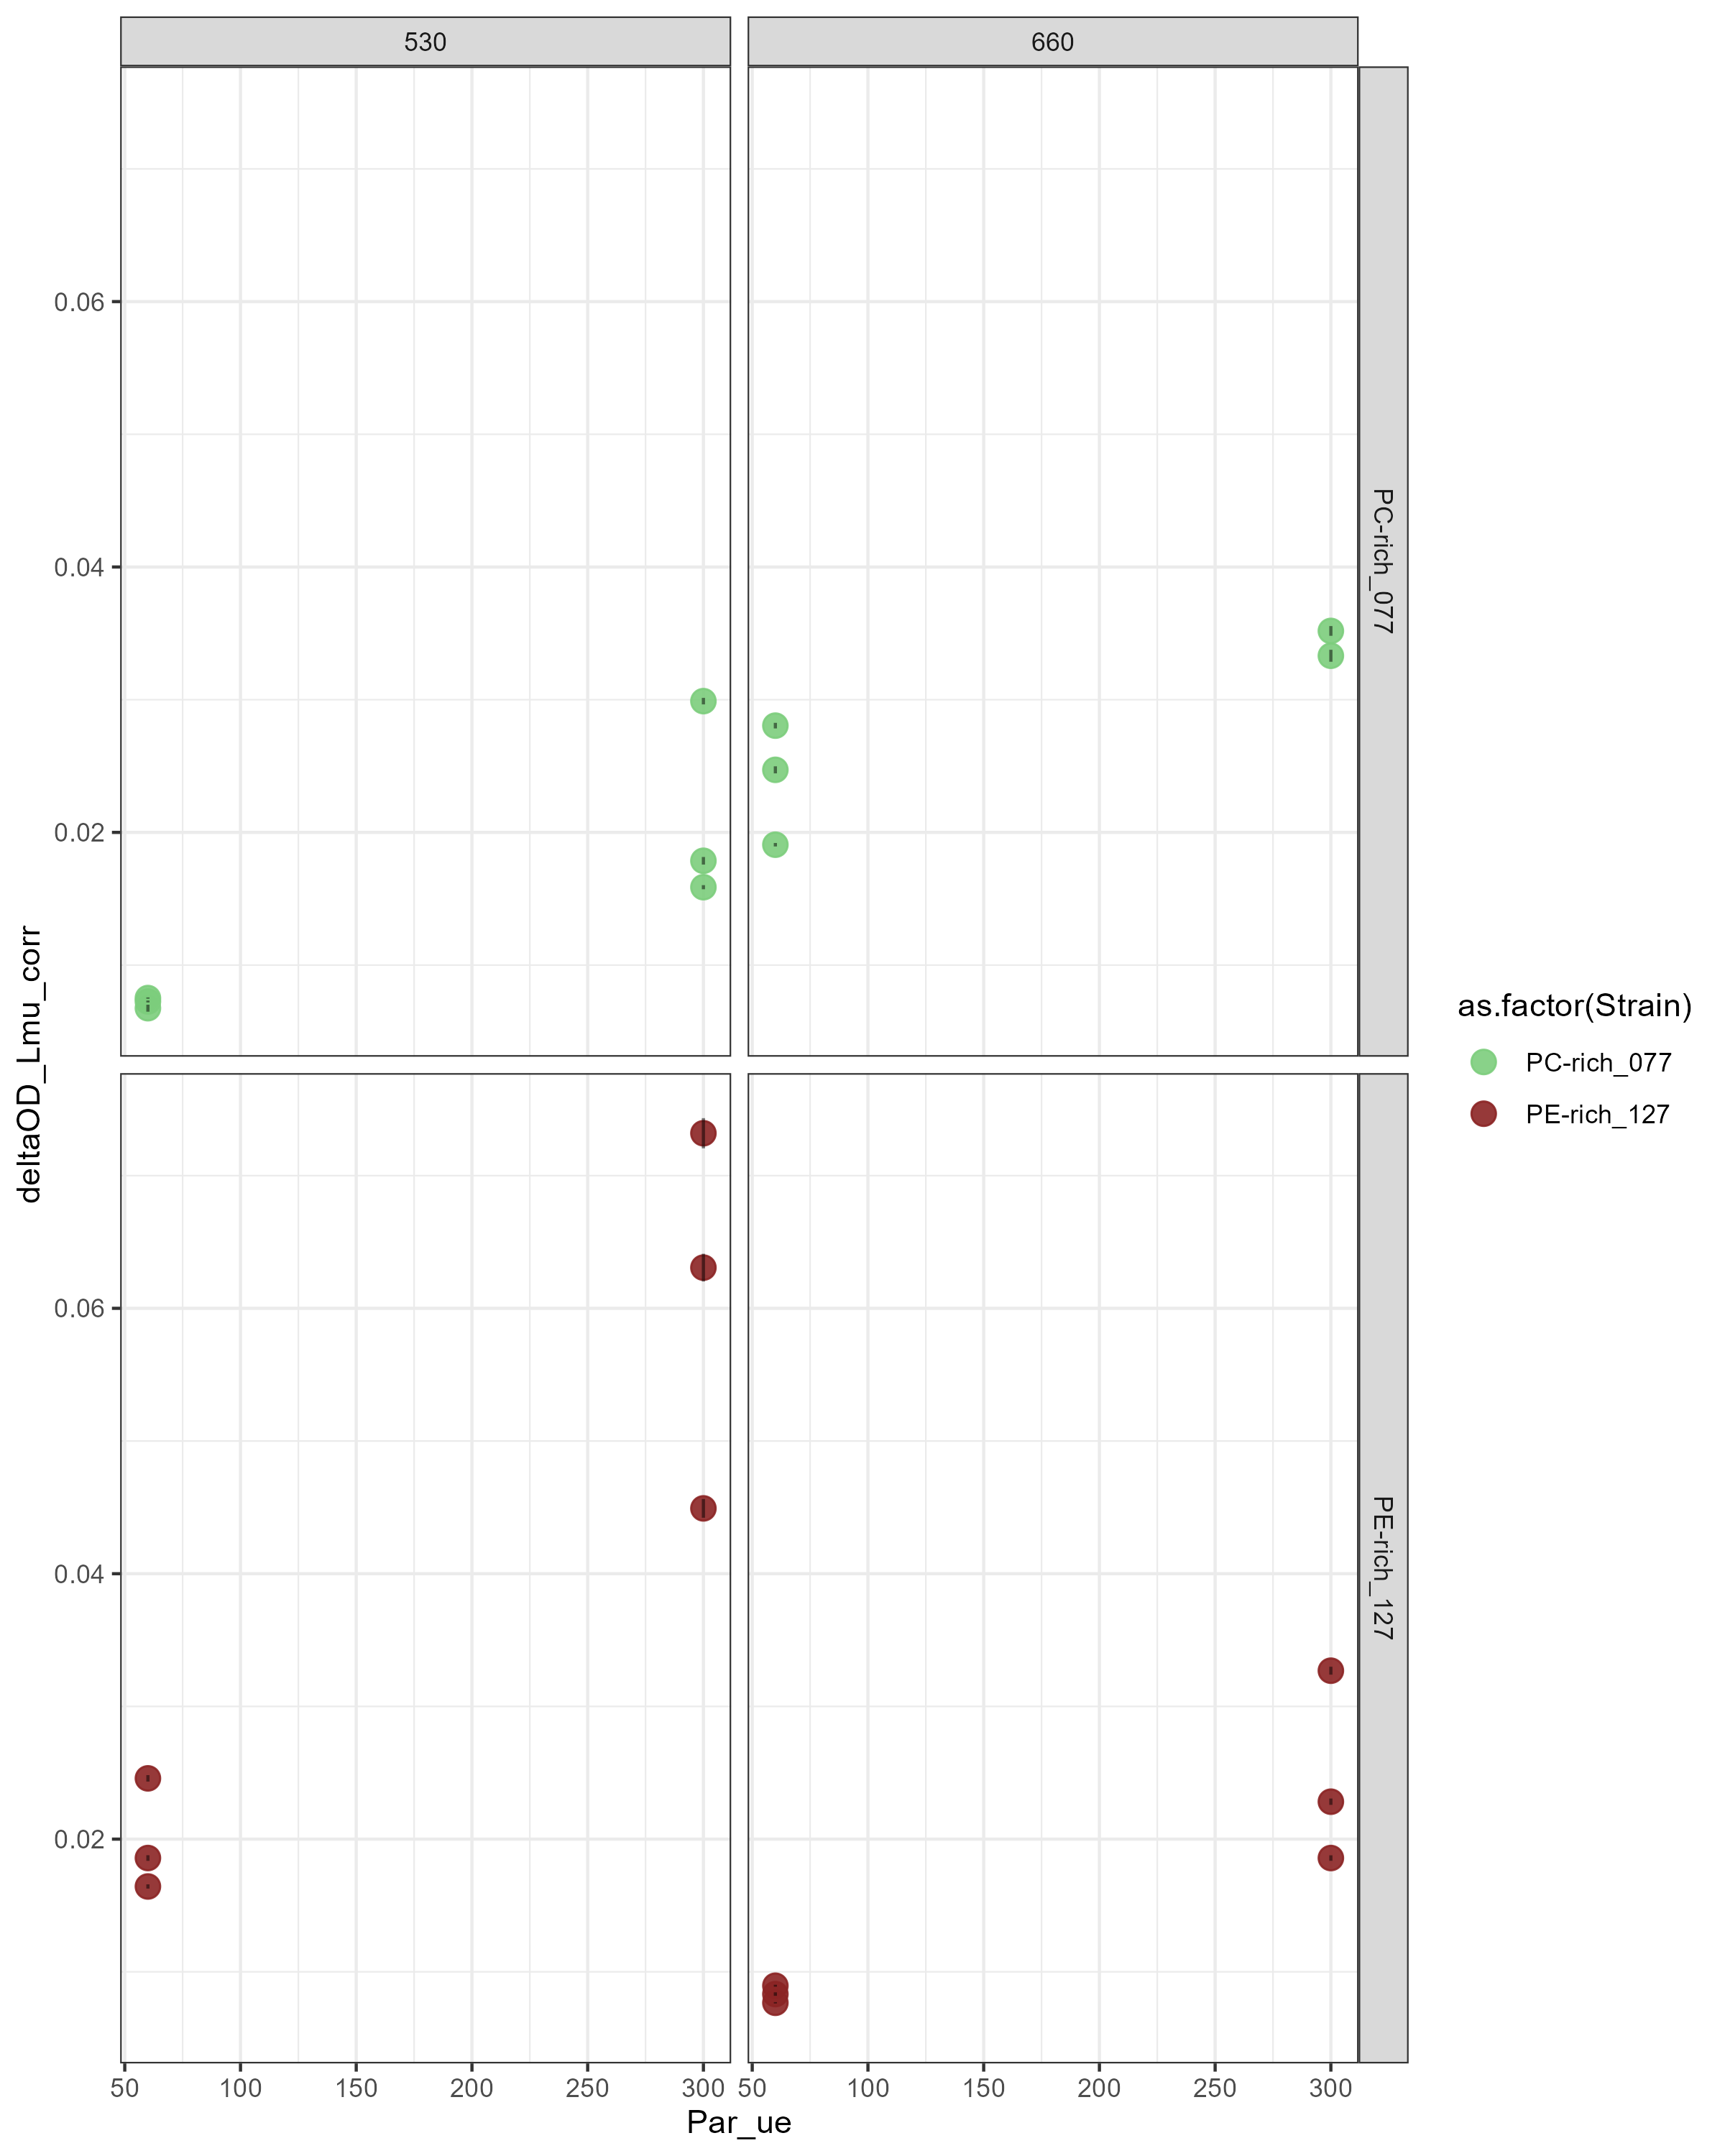 530
660
0.06
0.04
0.02
PC-rich_077
deltaOD_Lmu_corr
as.factor(Strain)
PC-rich_077
PE-rich_127
0.06
0.04
0.02
PE-rich_127
50 100 150 200 250 300
50 100 150 200 250 300
Par_ue